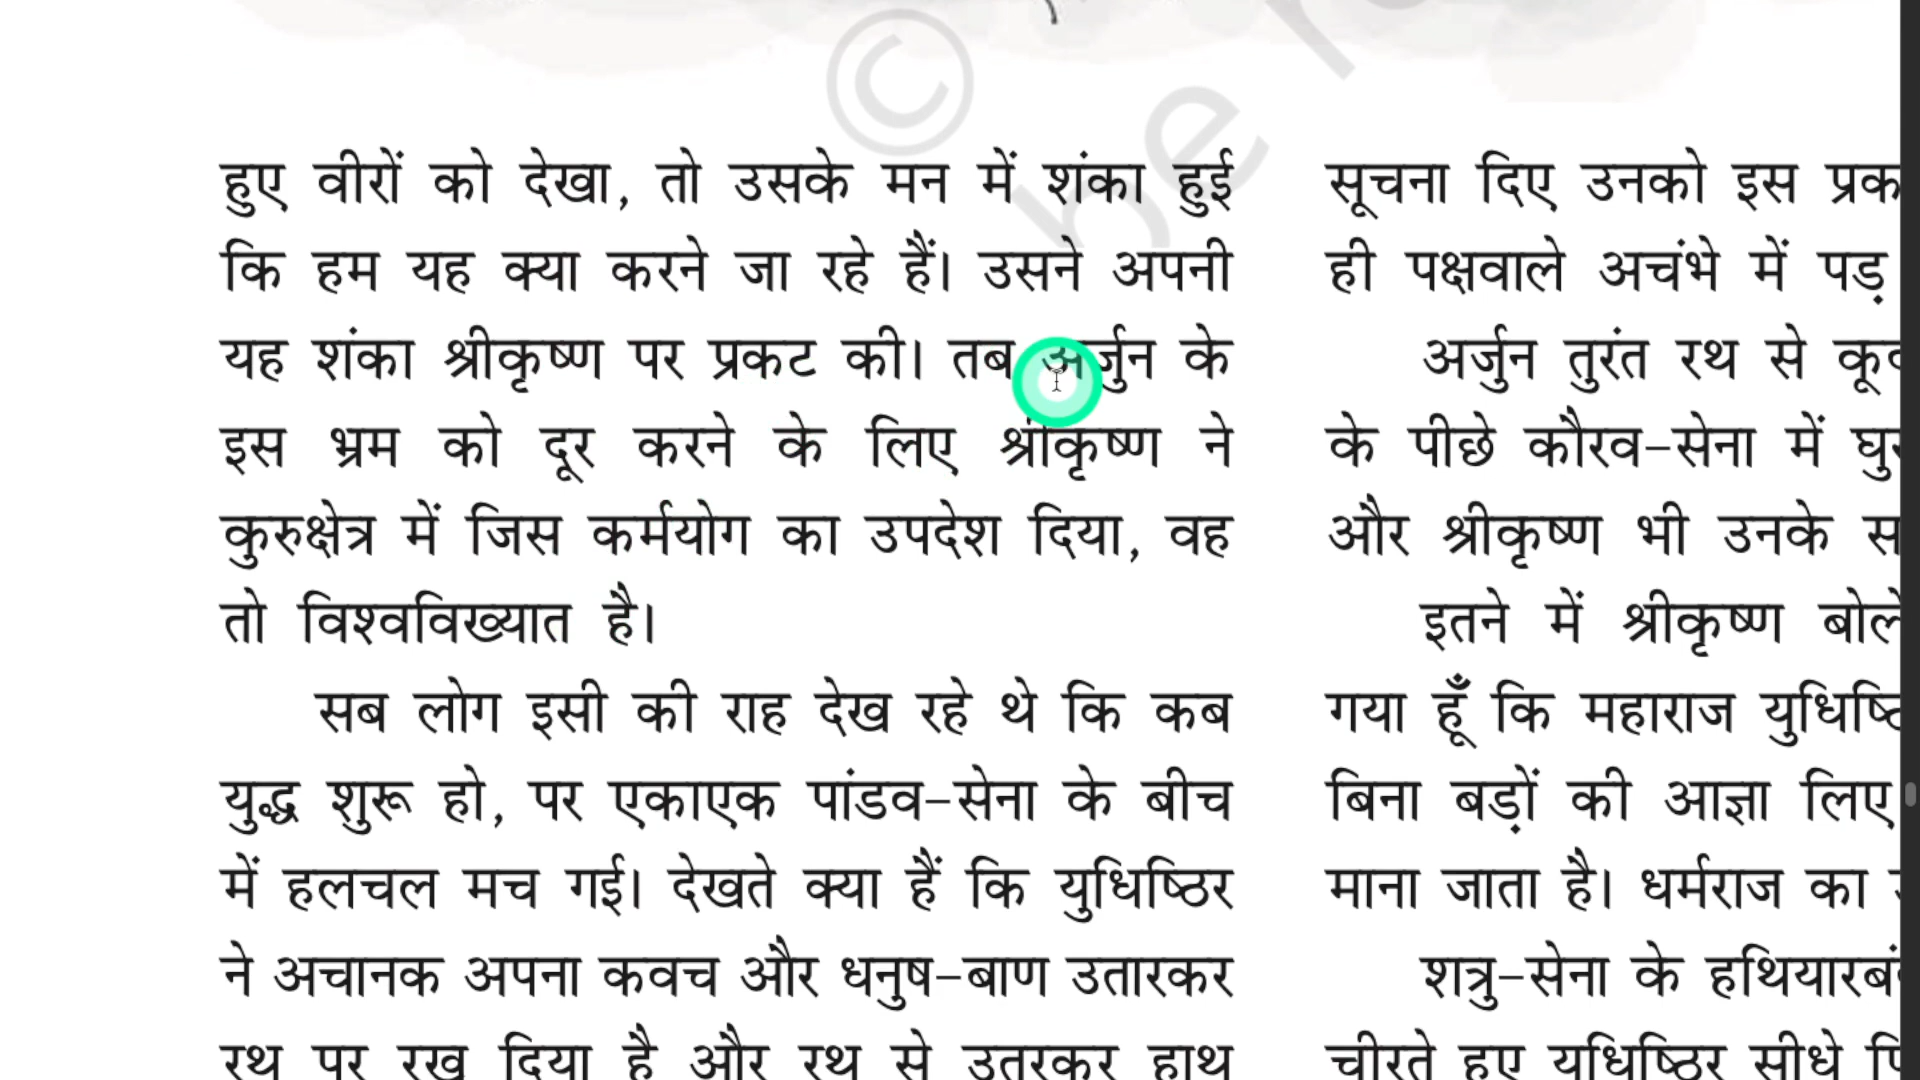 हुए वीरों को देखा, तो उसके मन में शंका हुई
कि हम यह क्या करने जा रहे हैं। उसने अपनी
यह शंका श्रीकृष्ण पर प्रकट की। तब अर्जुन के
इस भ्रम को दूर करने के लिए श्रीकृष्ण ने
कुरुक्षेत्र में जिस कर्मयोग का उपदेश दिया, वह
तो विश्वविख्यात है।
सब लोग इसी की राह देख रहे थे कि कब
युद्ध शुरू हो, पर एकाएक पांडव-सेना के बीच
में हलचल मच गई। देखते क्या हैं कि युधिष्ठिर
ने अचानक अपना कवच और धनुष-बाण उतारकर
रथ पर रख दिया है और रथ से उतरकर हाथ
सूचना दिए उनको इस
ही पक्षवाले अचंभे में पड़
अर्जुन तुरंत रथ से
के पीछे कौरव-सेना में
और श्रीकृष्ण भी उनके
इतने में श्रीकृष्ण बोले
गया हूँ कि महाराज
बिना बड़ों की आज्ञा लिए
माना जाता है। धर्मराज का
शत्रु-सेना के
चीरते हुए युधिष्ठिर सीधे
© he